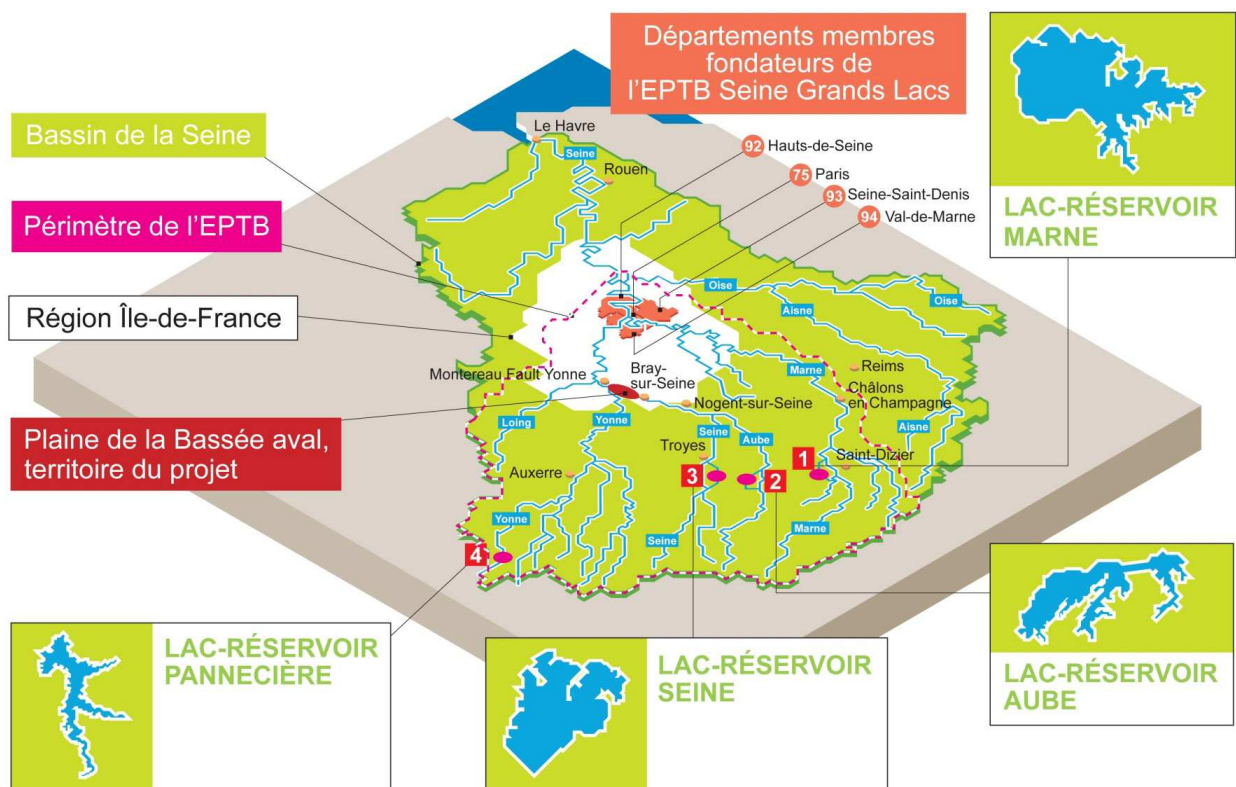 Départements membres
fondateurs de
l'EPTB Seine Grands Lacs
Bassin de la Seine
Périmètre de l'EPTB
Région Île-de-France
Plaine de la Bassée aval,
territoire du projet
92 Hauts-de-Seine
75 Paris
93 Seine-Saint-Denis
94 Val-de-Marne
Le Havre
Seine
Rouen
Oise
Oise
Aisne
Reims
Marne
Châlons
en Champagne
Aisne
Montereau Fault Yonne
Bray-
sur-Seine
Nogent-sur-Seine
Loing
Yonne
Seine
Aube
Troyes
Saint-Dizier
Auxerre
1
2
3
4
Yonne
Seine
Marne
LAC-RÉSERVOIR
MARNE
LAC-RÉSERVOIR
PANNECIÈRE
LAC-RÉSERVOIR
SEINE
LAC-RÉSERVOIR
AUBE